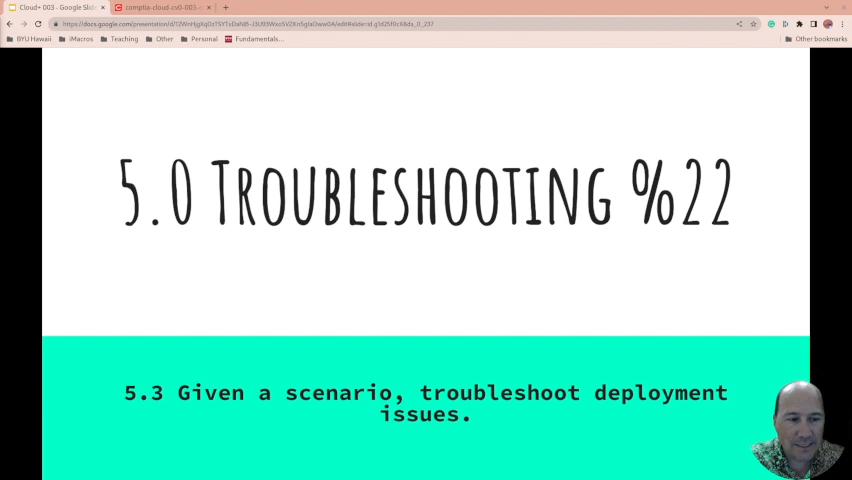 Cloud+ 003 - Google Slide
comptia-cloud-cv0-003-e
BYU Hawaii
iMacros
Teaching
Other
Personal
Fundamentals...
Other bookmarks
5.0 Troubleshooting %22
5.3 Given a scenario, troubleshoot deployment
issues.